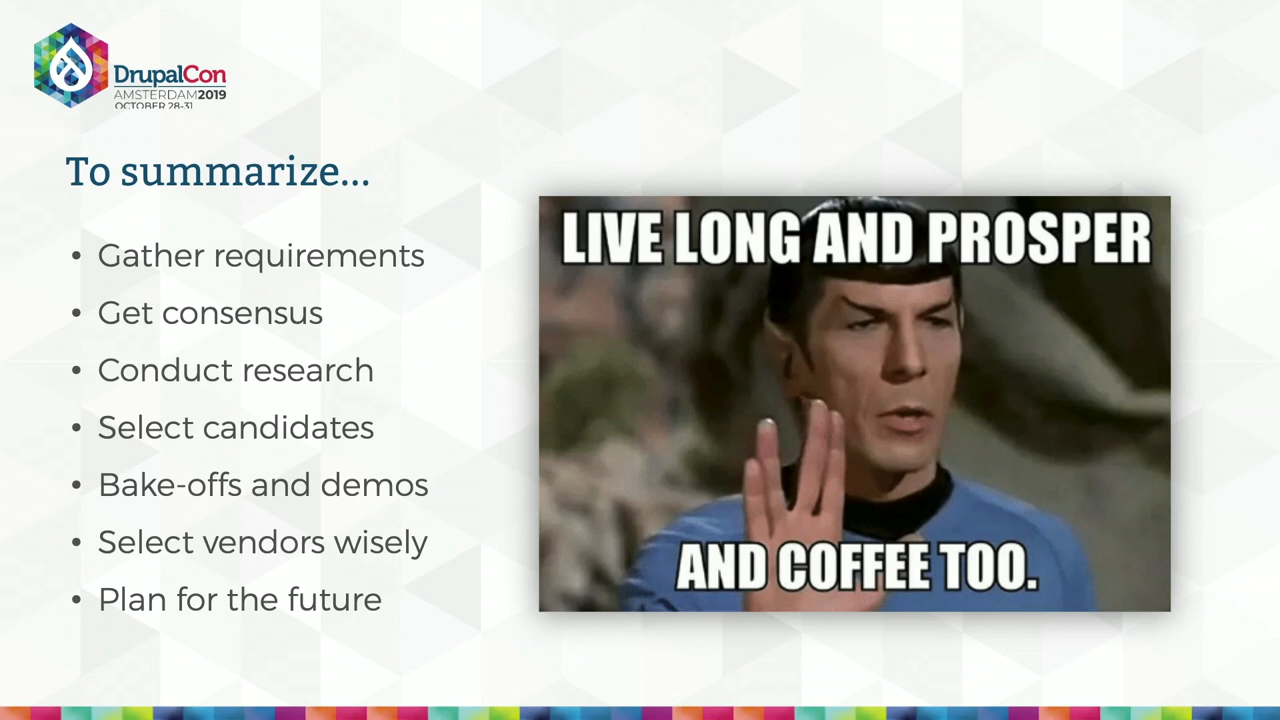 DrupalCon
AMSTERDAM2019
OCTOBER 28-31
To summarize...
• Gather requirements
• Get consensus
• Conduct research
• Select candidates
• Bake-offs and demos
• Select vendors wisely
• Plan for the future
LIVE LONG AND PROSPER
AND COFFEE TOO.